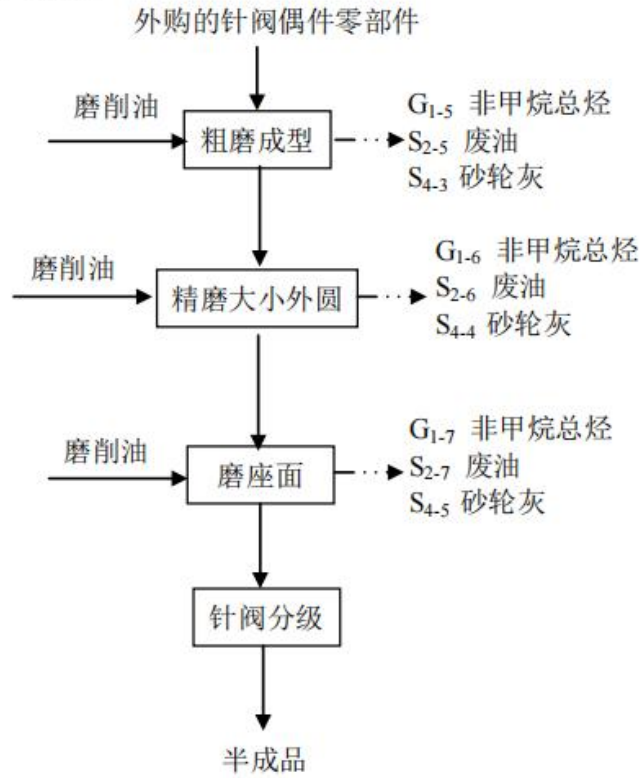 外购的针阀偶件零部件
磨削油
粗磨成型
G1-5 非甲烷总烃
S2-5 废油
S4-3 砂轮灰
磨削油
精磨大小外圆
G1-6 非甲烷总烃
S2-6 废油
S4-4 砂轮灰
磨削油
磨座面
G1-7 非甲烷总烃
S2-7 废油
S4-5 砂轮灰
针阀分级
半成品